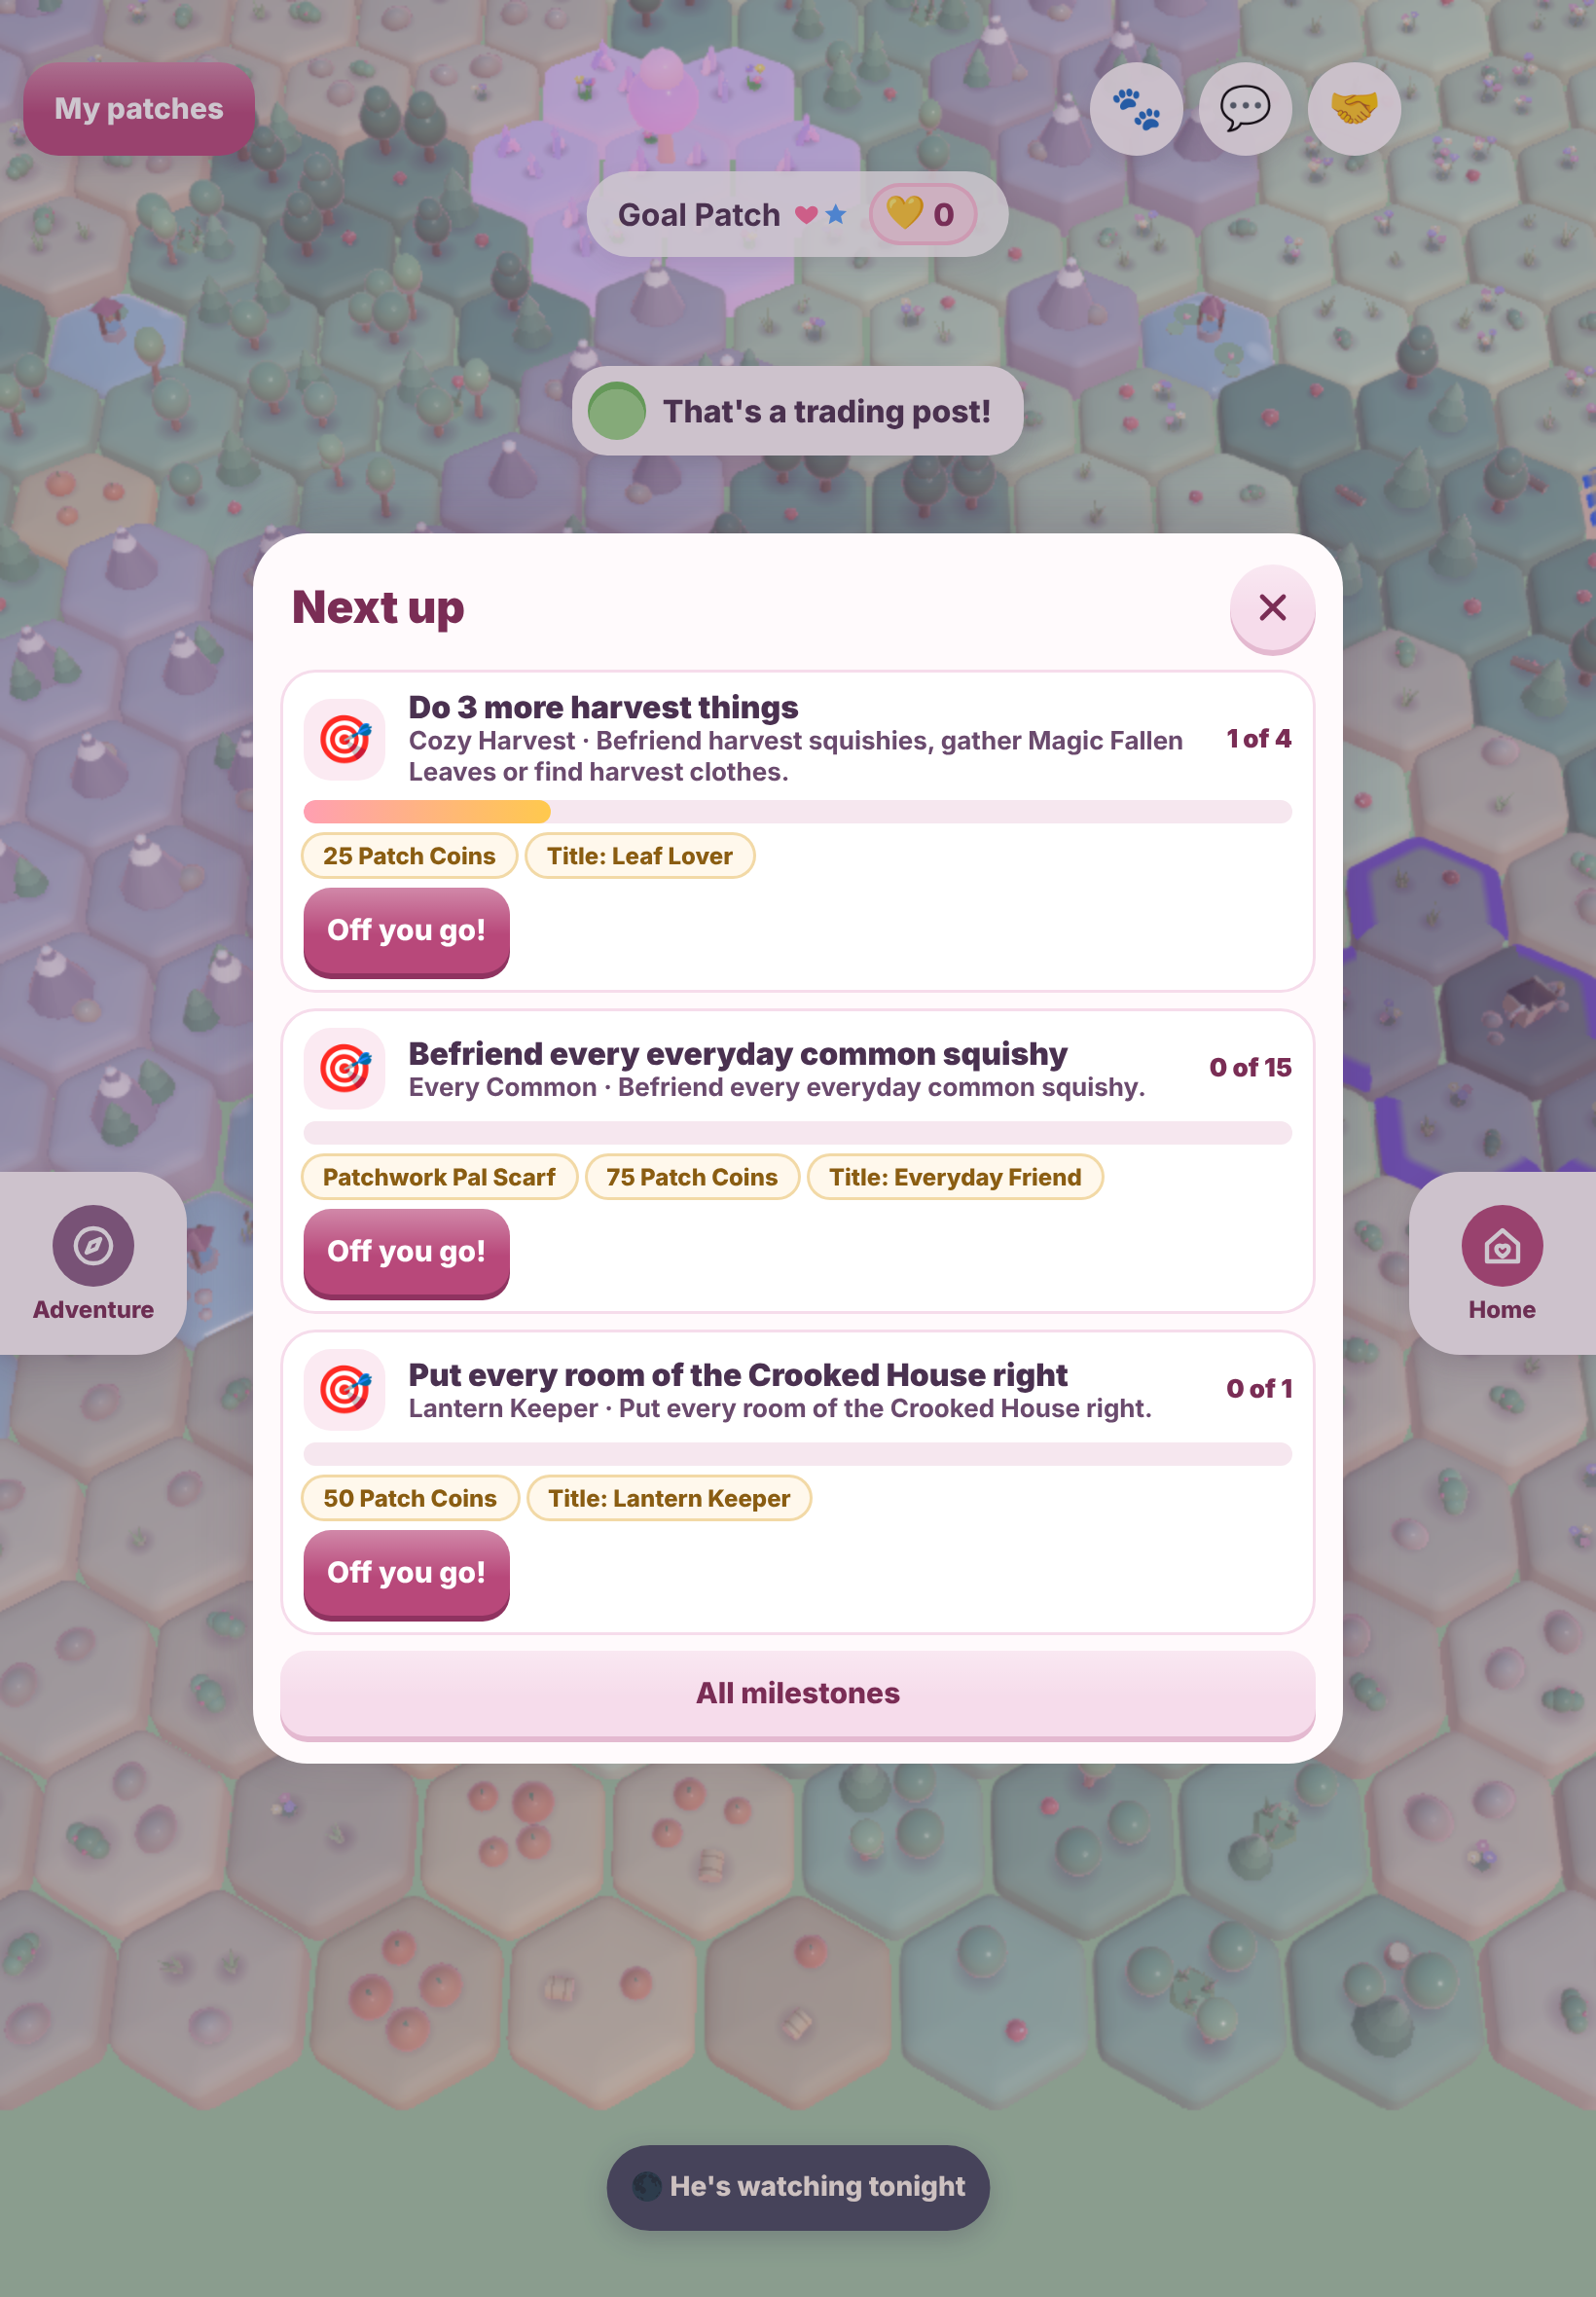 My patches
Goal Patch
0
That's a trading post!
Next up
Do 3 more harvest things
Cozy Harvest · Befriend harvest squishies, gather Magic Fallen
Leaves or find harvest clothes.
1 of 4
25 Patch Coins
Title: Leaf Lover
Off you go!
Befriend every everyday common squishy
Every Common · Befriend every everyday common squishy.
0 of 15
Patchwork Pal Scarf
75 Patch Coins
Title: Everyday Friend
Off you go!
Put every room of the Crooked House right
Lantern Keeper · Put every room of the Crooked House right.
0 of 1
50 Patch Coins
Title: Lantern Keeper
Off you go!
All milestones
Adventure
Home
He's watching tonight